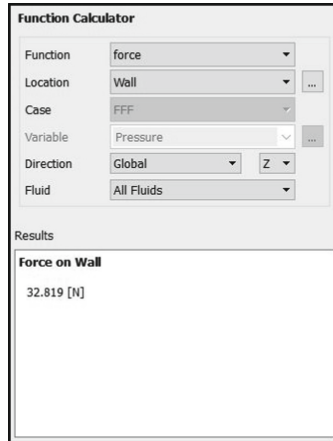 Function Calculator
Function force
Location Wall ...
Case FFF
Variable Pressure ...
Direction Global Z
Fluid All Fluids
Results
Force on Wall
32.819 [N]